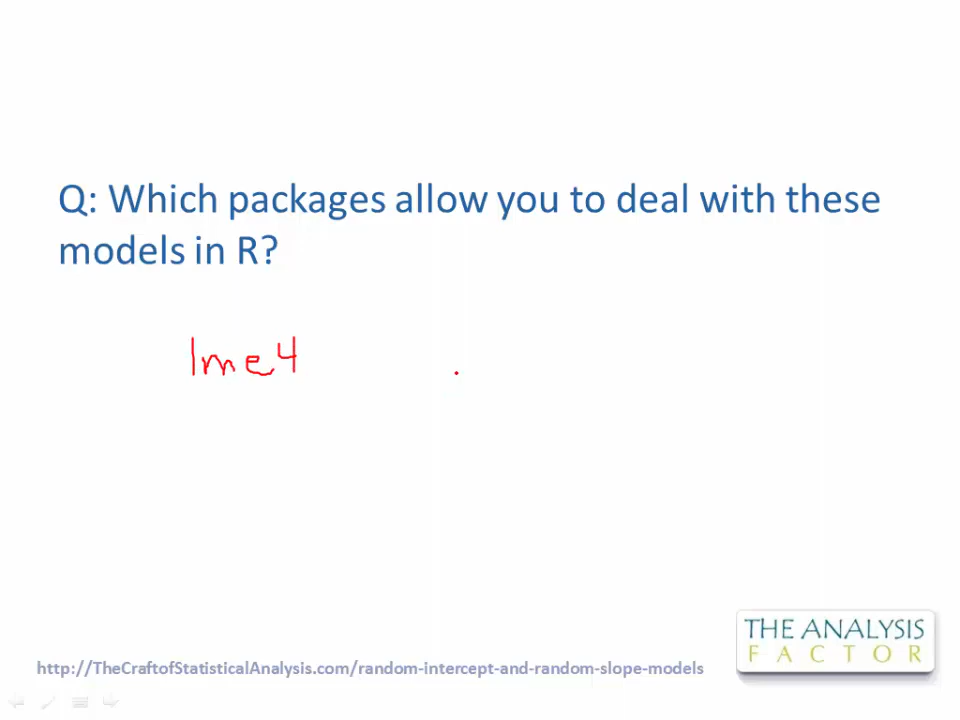 Q: Which packages allow you to deal with these
models in R?
lme4
THE ANALYSIS
FACTOR
http://TheCraftofStatisticalAnalysis.com/random-intercept-and-random-slope-models